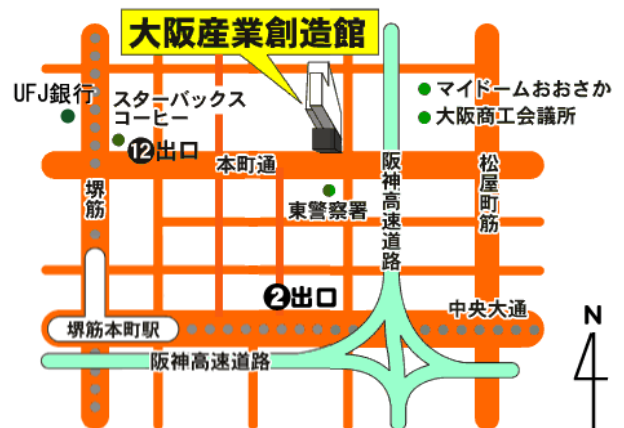 大阪産業創造館
UFJ銀行
スターバックス
コーヒー
⑫出口
マイドームおおさか
大阪商工会議所
本町通
堺筋
東警察署
阪神高速道路
松屋町筋
❷出口
中央大通
堺筋本町駅
阪神高速道路
N